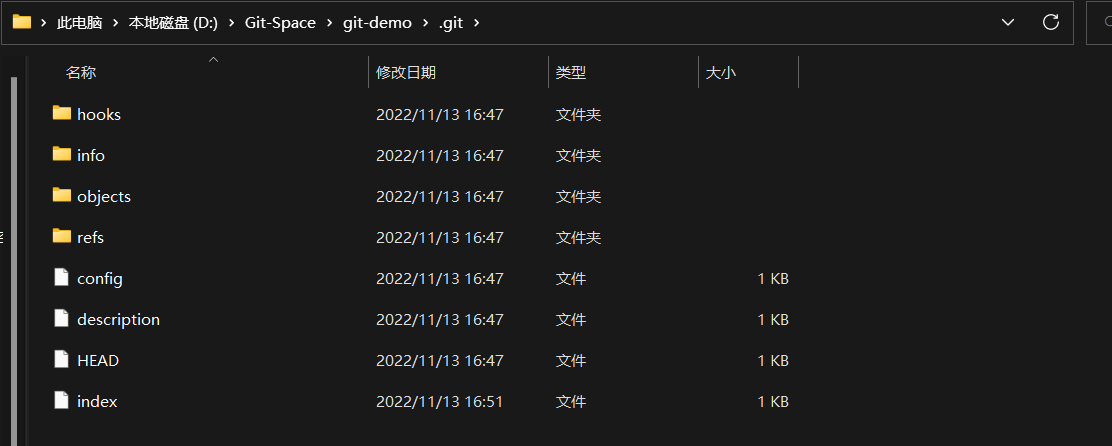 此电脑 › 本地磁盘 (D:) › Git-Space › git-demo › .git ›
名称 修改日期 类型 大小
hooks 2022/11/13 16:47 文件夹
info 2022/11/13 16:47 文件夹
objects 2022/11/13 16:47 文件夹
refs 2022/11/13 16:47 文件夹
config 2022/11/13 16:47 文件 1 KB
description 2022/11/13 16:47 文件 1 KB
HEAD 2022/11/13 16:47 文件 1 KB
index 2022/11/13 16:51 文件 1 KB